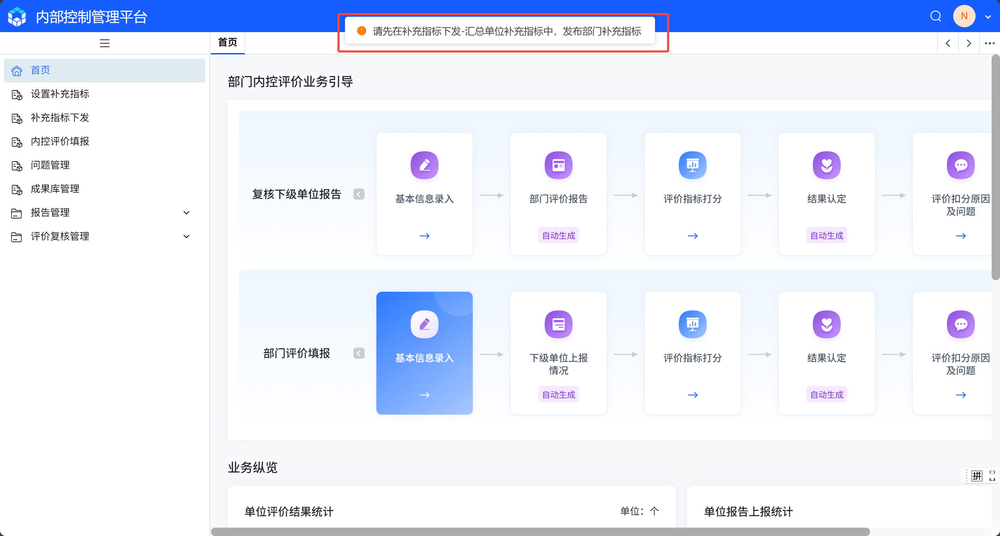 内部控制管理平台
请先在补充指标下发-汇总单位补充指标中，发布部门补充指标
N
首页
首页
设置补充指标
补充指标下发
内控评价填报
问题管理
成果库管理
报告管理
评价复核管理
部门内控评价业务引导
复核下级单位报告
基本信息录入
部门评价报告
自动生成
评价指标打分
结果认定
自动生成
评价扣分原因
及问题
部门评价填报
基本信息录入
下级单位上报
情况
自动生成
评价指标打分
结果认定
自动生成
评价扣分原因
及问题
业务纵览
拼
单位评价结果统计
单位：个
单位报告上报统计